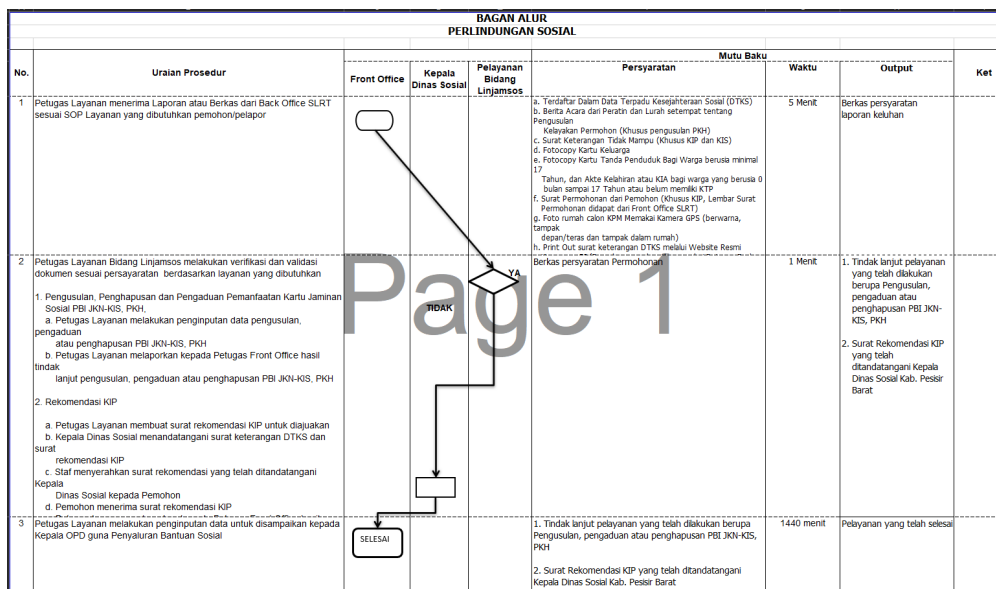 BAGAN ALUR
PERLINDUNGAN SOSIAL
Mutu Baku
No.
Uraian Prosedur
Front Office
Kepala
Dinas Sosial
Pelayanan
Bidang
Linjamsos
Persyaratan
Waktu
Output
Ket
1
Petugas Layanan menerima Laporan atau Berkas dari Back Office SLRT
sesuai SOP Layanan yang dibutuhkan pemohon/pelapor
a. Terdaftar Dalam Data Terpadu Kesejahteraan Sosial (DTKS)
b. Berita Acara dari Peratin dan Lurah setempat tentang
Pengusulan
Kelayakan Permohon (Khusus pengusulan PKH)
c. Surat Keterangan Tidak Mampu (Khusus KIP dan KIS)
d. Fotocopy Kartu Keluarga
e. Fotocopy Kartu Tanda Penduduk Bagi Warga berusia minimal
17
Tahun, dan Akte Kelahiran atau KIA bagi warga yang berusia 0
bulan sampai 17 Tahun atau belum memiliki KTP
f. Surat Permohonan dari Pemohon (Khusus KIP, Lembar Surat
Permohonan didapat dari Front Office SLRT)
g. Foto rumah calon KPM Memakai Kamera GPS (berwarna,
tampak
depan/teras dan tampak dalam rumah)
h. Print Out surat keterangan DTKS melalui Website Resmi
5 Menit
Berkas persyaratan
laporan keluhan
2
Petugas Layanan Bidang Linjamsos melakukan verifikasi dan validasi
dokumen sesuai persayaratan berdasarkan layanan yang dibutuhkan
1. Pengusulan, Penghapusan dan Pengaduan Pemanfaatan Kartu Jaminan
Sosial PBI JKN-KIS, PKH,
a. Petugas Layanan melakukan penginputan data pengusulan,
pengaduan
atau penghapusan PBI JKN-KIS, PKH
b. Petugas Layanan melaporkan kepada Petugas Front Office hasil
tindak
lanjut pengusulan, pengaduan atau penghapusan PBI JKN-KIS, PKH
2. Rekomendasi KIP
a. Petugas Layanan membuat surat rekomendasi KIP untuk diajuakan
b. Kepala Dinas Sosial menandatangani surat keterangan DTKS dan
surat
rekomendasi KIP
c. Staf menyerahkan surat rekomendasi yang telah ditandatangani
Kepala
Dinas Sosial kepada Pemohon
d. Pemohon menerima surat rekomendasi KIP
YA
TIDAK
Page 1
Berkas persyaratan Permohonan
1 Menit
1. Tindak lanjut pelayanan
yang telah dilakukan
berupa Pengusulan,
pengaduan atau
penghapusan PBI JKN-
KIS, PKH
2. Surat Rekomendasi KIP
yang telah
ditandatangani Kepala
Dinas Sosial Kab. Pesisir
Barat
3
Petugas Layanan melakukan penginputan data untuk disampaikan kepada
Kepala OPD guna Penyaluran Bantuan Sosial
SELESAI
1. Tindak lanjut pelayanan yang telah dilakukan berupa
Pengusulan, pengaduan atau penghapusan PBI JKN-KIS,
PKH
2. Surat Rekomendasi KIP yang telah ditandatangani
Kepala Dinas Sosial Kab. Pesisir Barat
1440 menit
Pelayanan yang telah selesai